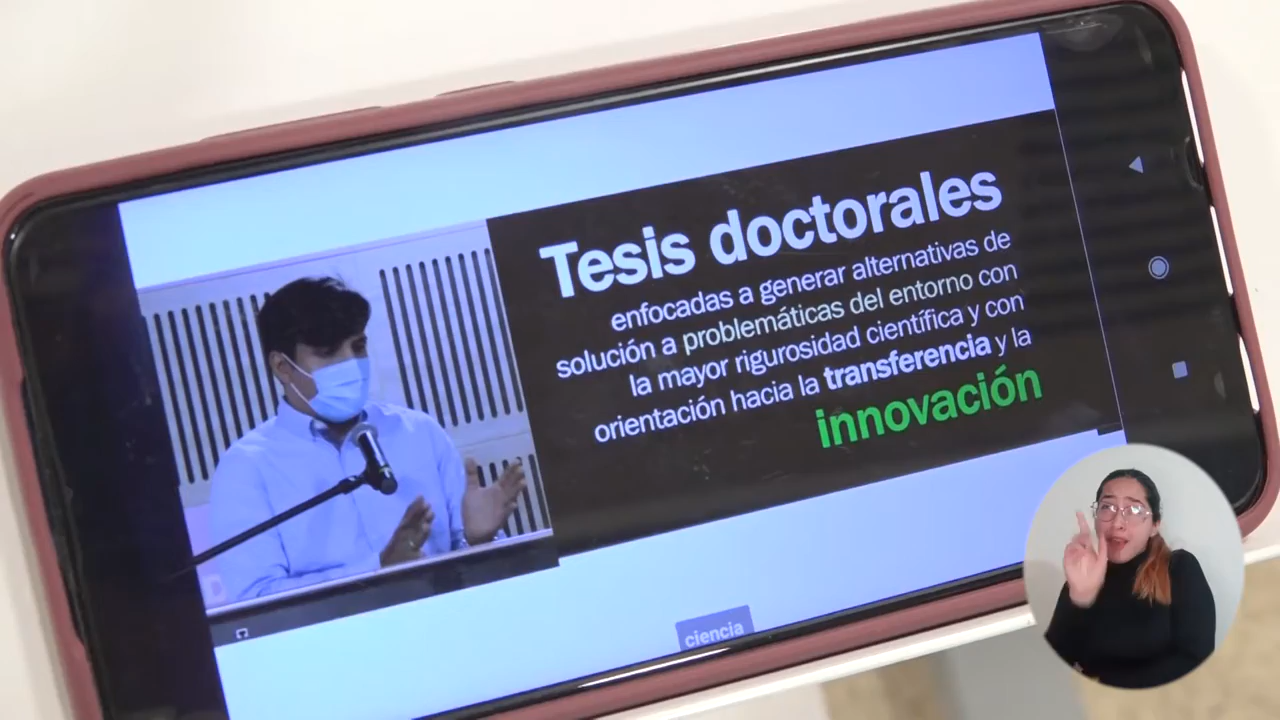 Tesis doctorales
enfocadas a generar alternativas de
solución a problemáticas del entorno con
la mayor rigurosidad científica y con
orientación hacia la transferencia y la
innovación
ciencia